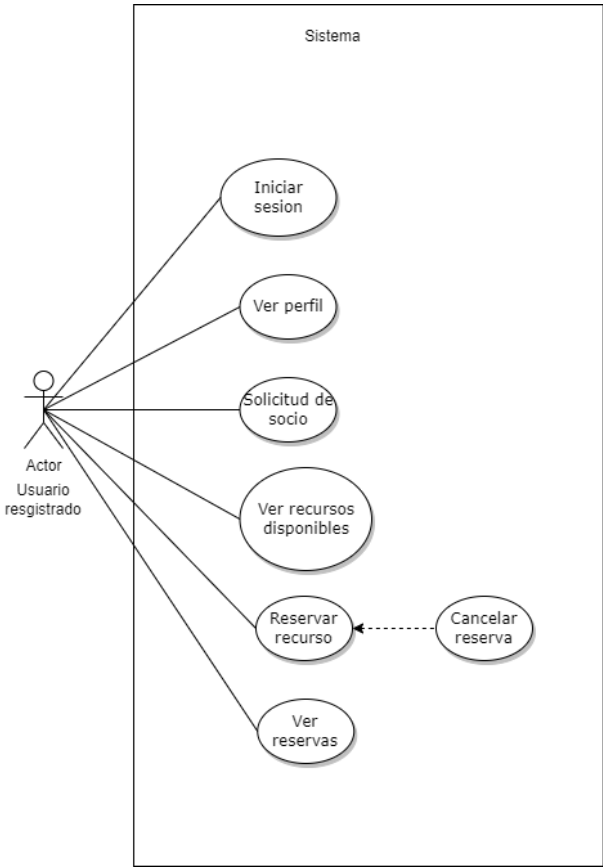 Sistema
Iniciar
sesion
Ver perfil
Solicitud de
socio
Actor
Usuario
resgistrado
Ver recursos
disponibles
Reservar
recurso
Cancelar
reserva
Ver
reservas